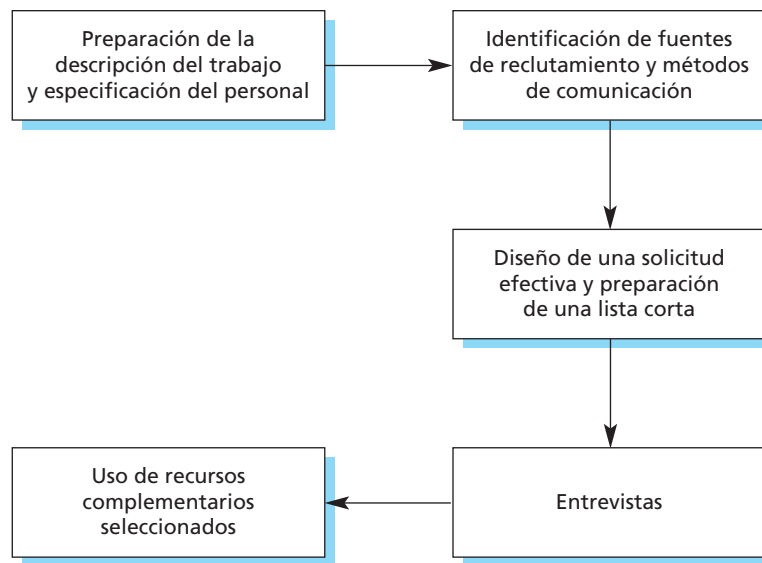 Preparación de la
descripción del trabajo
y especificación del personal
Identificación de fuentes
de reclutamiento y métodos
de comunicación
Diseño de una solicitud
efectiva y preparación
de una lista corta
Entrevistas
Uso de recursos
complementarios
seleccionados